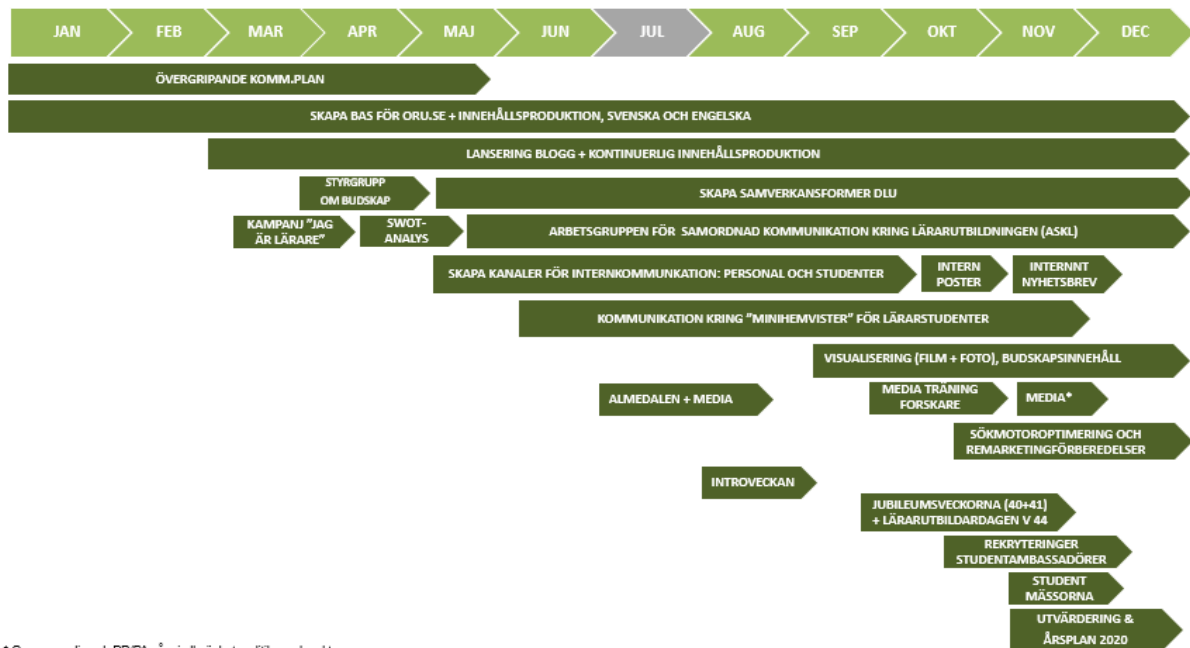 JAN FEB MAR APR MAJ JUN JUL AUG SEP OKT NOV DEC
ÖVERGRIPANDE KOMM.PLAN
SKAPA BAS FÖR ORU.SE + INNEHÅLLSPRODUKTION, SVENSKA OCH ENGELSKA
LANSERING BLOGG + KONTINUERLIG INNEHÅLLSPRODUKTION
STYRGRUPP
OM BUDSKAP
SKAPA SAMVERKANSFORMER DLU
KAMPANJ "JAG
ÄR LÄRARE"
SWOT-
ANALYS
ARBETSGRUPPEN FÖR SAMORDNAD KOMMUNIKATION KRING LÄRARUTBILDNINGEN (ASKL)
SKAPA KANALER FÖR INTERNKOMMUNKATION: PERSONAL OCH STUDENTER
INTERN
POSTER
INTERNNT
NYHETSBREV
KOMMUNIKATION KRING "MINIHEMVISTER" FÖR LÄRARSTUDENTER
VISUALISERING (FILM + FOTO), BUDSKAPSINNEHÅLL
ALMEDALEN + MEDIA
MEDIA TRÄNING
FORSKARE
MEDIA*
SÖKMOTOROPTIMERING OCH
REMARKETINGFÖRBEREDELSER
INTROVECKAN
JUBILEUMSVECKORNA (40+41)
+ LÄRARUTBILDARDAGEN V 44
REKRYTERINGER
STUDENTAMBASSADÖRER
STUDENT
MÄSSORNA
UTVÄRDERING &
ÅRSPLAN 2020